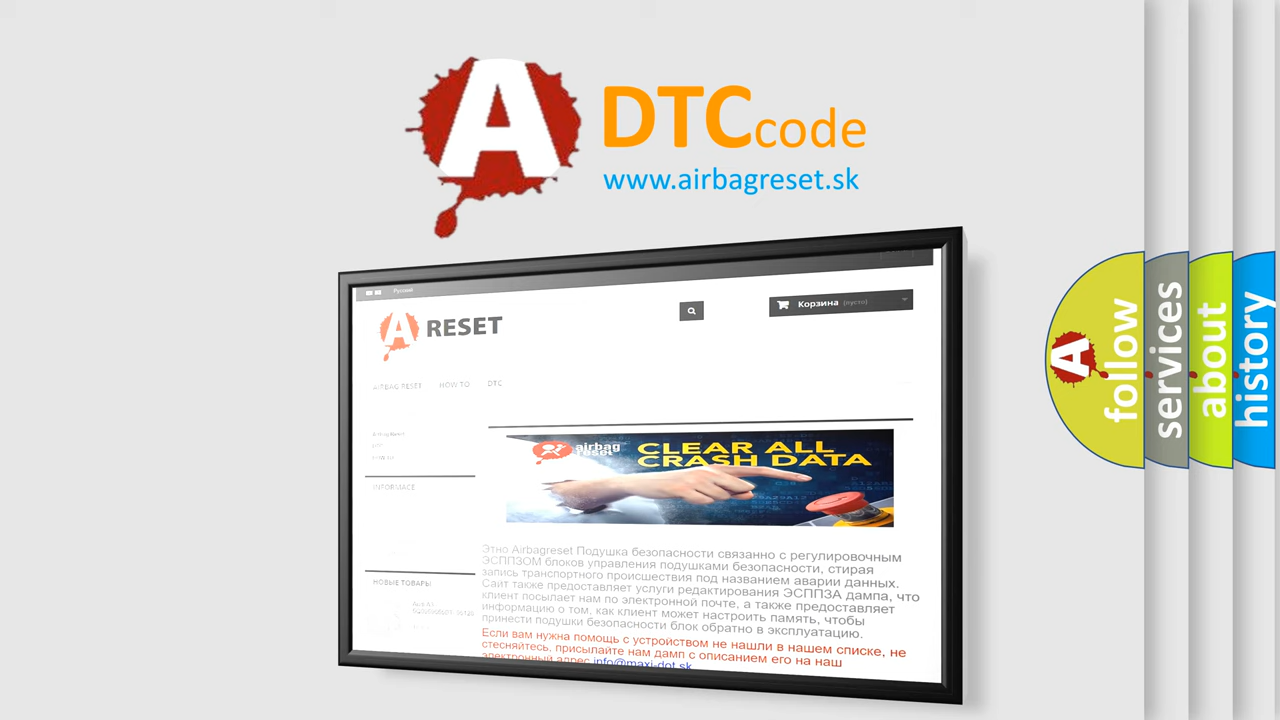 A
DTCcode
www.airbagreset.sk
Русский
A RESET
Корзина (пусто)
AIRBAG RESET HOW TO DTC
Airbag Reset
HOW TO
INFORMACE
airbag
reset
CLEAR ALL
CRASH DATA
НОВЫЕ ТОВАРЫ
Этно Airbagreset Подушка безопасности связанно с регулировочным
ЭСППЗОМ блоков управления подушками безопасности, стирая
запись транспортного происшествия под названием аварии данных.
Сайт также предоставляет услуги редактирования ЭСППЗА дампа, что
клиент посылает нам по электронной почте, а также предоставляет
информацию о том, как клиент может настроить память, чтобы
принести подушки безопасности блок обратно в эксплуатацию.
Если вам нужна помощь с устройством не нашли в нашем списке, не
стесняйтесь, присылайте нам дамп с описанием его на наш
электронный адрес info@maxi-dot.sk
A
follow
services
about
history